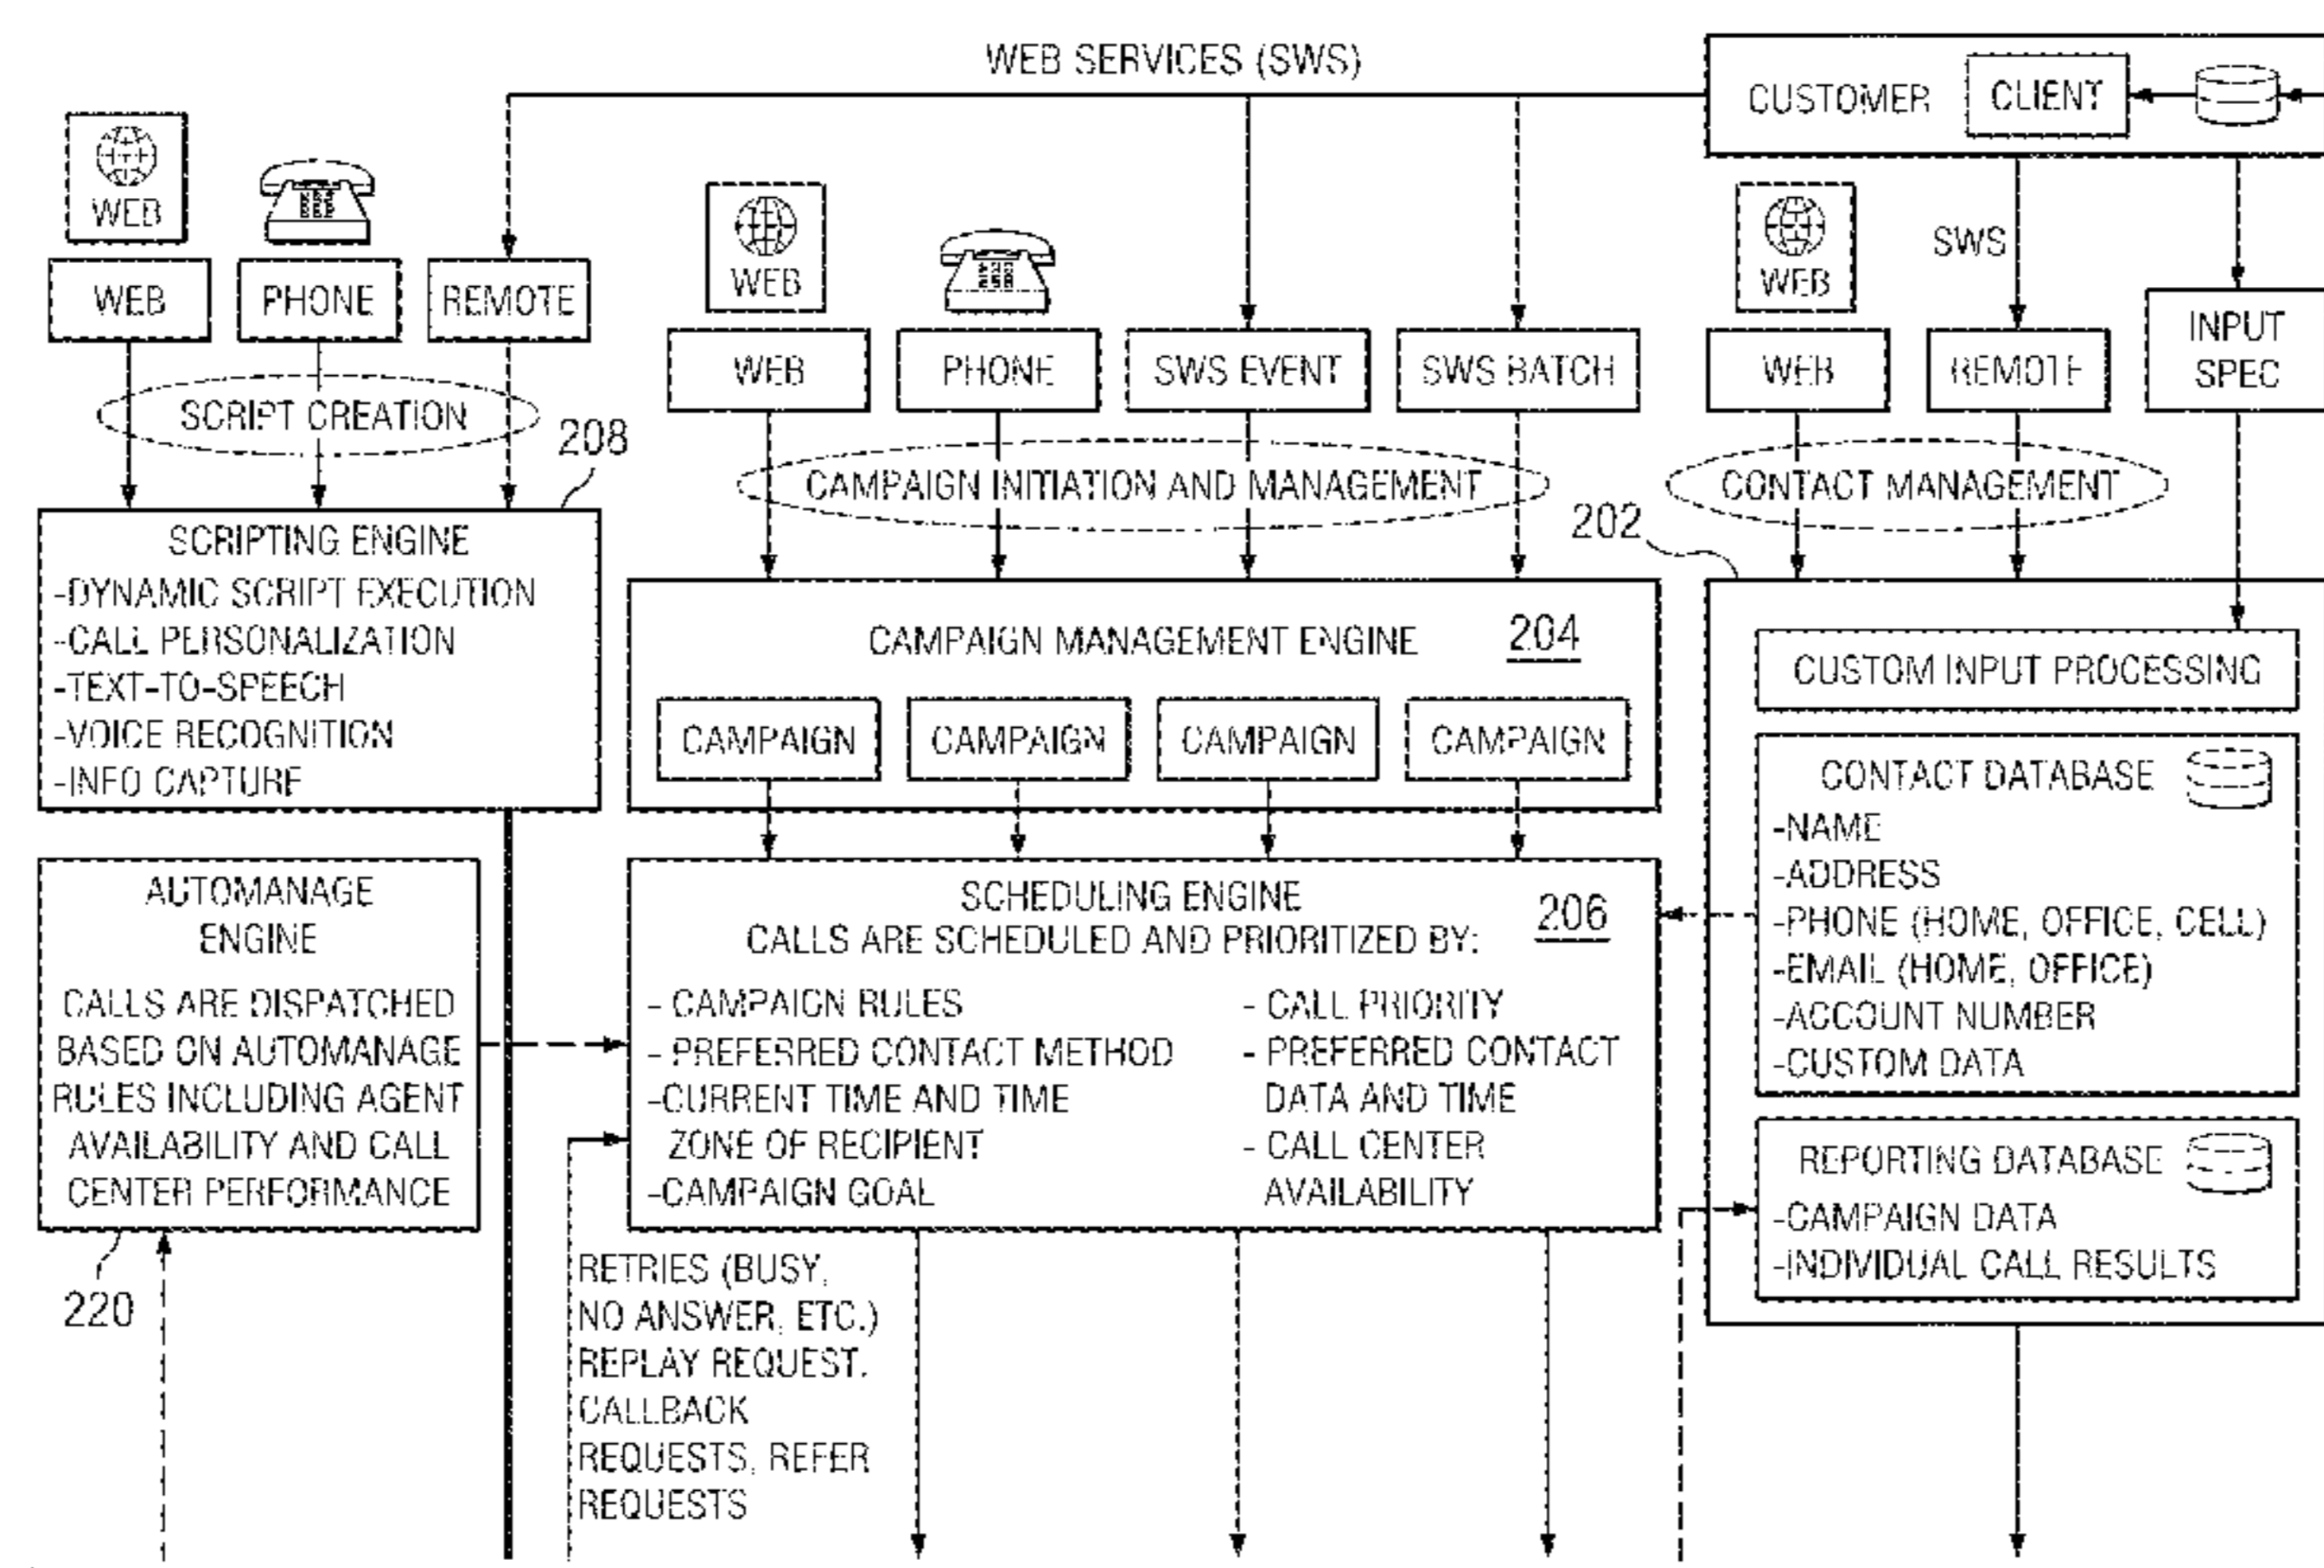 WEB SERVICES (SWS)
CUSTOMER
CLIENT
WEB
WEB
PHONE
REMOTE
SCRIPT CREATION
208
WEB
WEB
PHONE
SWS EVENT
SWS BATCH
CAMPAIGN INITIATION AND MANAGEMENT
WEB
SWS
WEB
REMOTE
INPUT
SPEC
CONTACT MANAGEMENT
202
SCRIPTING ENGINE
-DYNAMIC SCRIPT EXECUTION
-CALL PERSONALIZATION
-TEXT-TO-SPEECH
-VOICE RECOGNITION
-INFO CAPTURE
CAMPAIGN MANAGEMENT ENGINE
204
CAMPAIGN
CAMPAIGN
CAMPAIGN
CAMPAIGN
CUSTOM INPUT PROCESSING
CONTACT DATABASE
-NAME
-ADDRESS
-PHONE (HOME, OFFICE, CELL)
-EMAIL (HOME, OFFICE)
-ACCOUNT NUMBER
-CUSTOM DATA
AUTOMANAGE
ENGINE
CALLS ARE DISPATCHED
BASED ON AUTOMANAGE
RULES INCLUDING AGENT
AVAILABILITY AND CALL
CENTER PERFORMANCE
220
SCHEDULING ENGINE
206
CALLS ARE SCHEDULED AND PRIORITIZED BY:
- CAMPAIGN RULES
- PREFERRED CONTACT METHOD
-CURRENT TIME AND TIME
ZONE OF RECIPIENT
-CAMPAIGN GOAL
- CALL PRIORITY
- PREFERRED CONTACT
DATA AND TIME
- CALL CENTER
AVAILABILITY
REPORTING DATABASE
-CAMPAIGN DATA
-INDIVIDUAL CALL RESULTS
RETRIES (BUSY,
NO ANSWER, ETC.)
REPLAY REQUEST.
CALLBACK
REQUESTS, REFER
REQUESTS